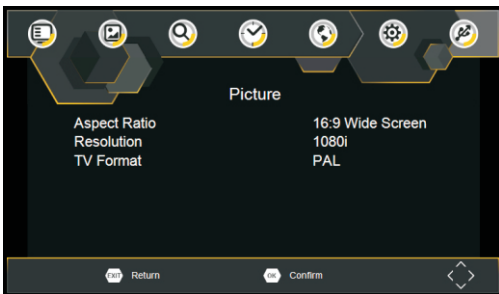 Picture
Aspect Ratio 16:9 Wide Screen
Resolution 1080i
TV Format PAL
EXIT Return OK Confirm